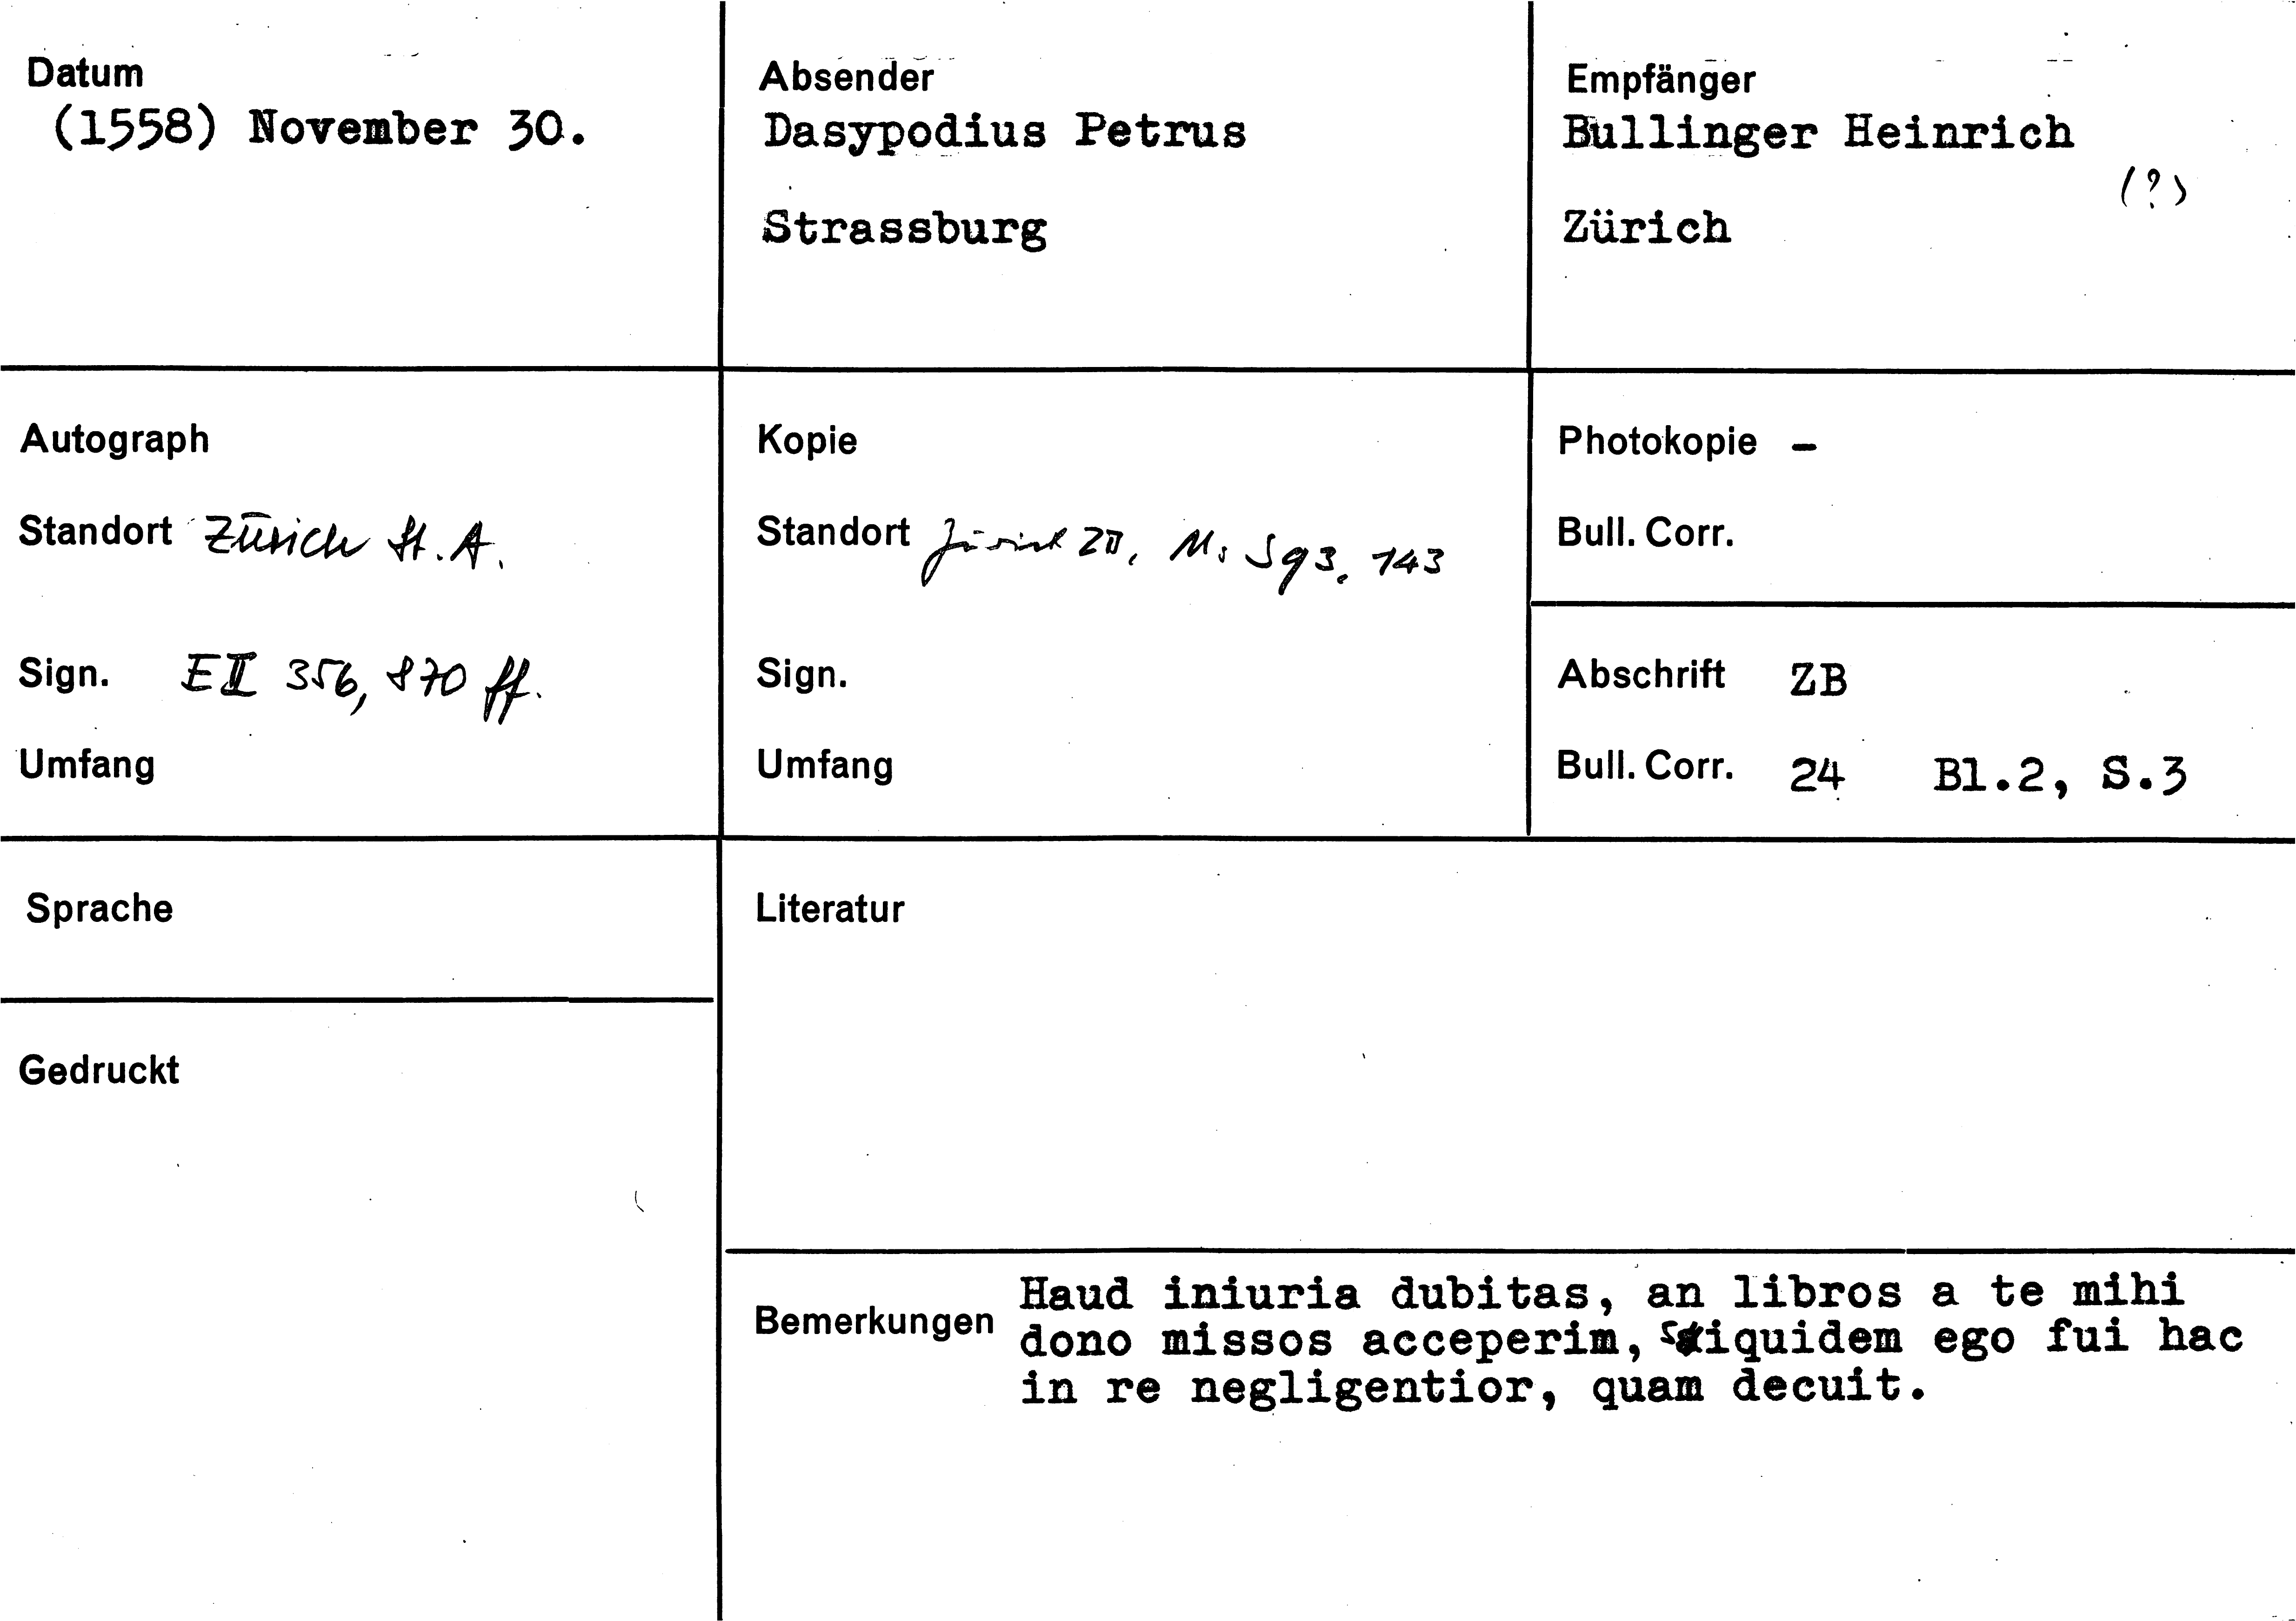 Datum
(1558) November 30.
Absender
Dasypodius Petrus
Strassburg
Empfänger
Bullinger Heinrich
(?)
Zürich
Autograph
Standort Zürich St.A.
Sign. EII 356, 870 ff.
Umfang
Kopie
Standort Zürich ZB, Ms S 93, 143
Sign.
Umfang
Photokopie -
Bull. Corr.
Abschrift ZB
Bull. Corr. 24 Bl.2, S.3
Sprache
Gedruckt
Literatur
Bemerkungen
Haud iniuria dubitas, an libros a te mihi
dono missos acceperim, siquidem ego fui hac
in re negligentior, quam decuit.